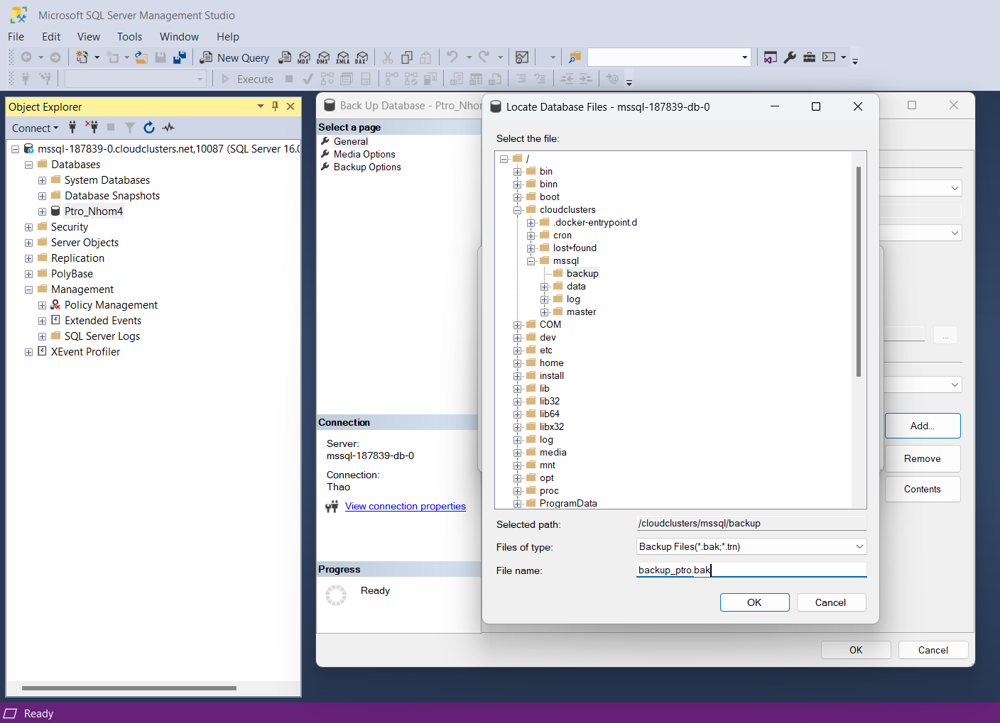 Microsoft SQL Server Management Studio
File Edit View Tools Window Help
New Query MDX DMX XMLA DAX
Execute
Object Explorer
Connect
mssql-187839-0.cloudclusters.net,10087 (SQL Server 16.0
Databases
System Databases
Database Snapshots
Ptro_Nhom4
Security
Server Objects
Replication
PolyBase
Management
Policy Management
Extended Events
SQL Server Logs
XEvent Profiler
Back Up Database - Ptro_Nhom
Select a page
General
Media Options
Backup Options
Connection
Server:
mssql-187839-db-0
Connection:
Thao
View connection properties
Progress
Ready
Locate Database Files - mssql-187839-db-0
Select the file:
/
bin
binn
boot
cloudclusters
.docker-entrypoint.d
cron
lost+found
mssql
backup
data
log
master
COM
dev
etc
home
install
lib
lib32
lib64
libx32
log
media
mnt
opt
proc
ProgramData
Selected path: /cloudclusters/mssql/backup
Files of type: Backup Files(*.bak;*.trn)
File name: backup_ptro.bak
OK Cancel
...
Add...
Remove
Contents
OK Cancel
Ready